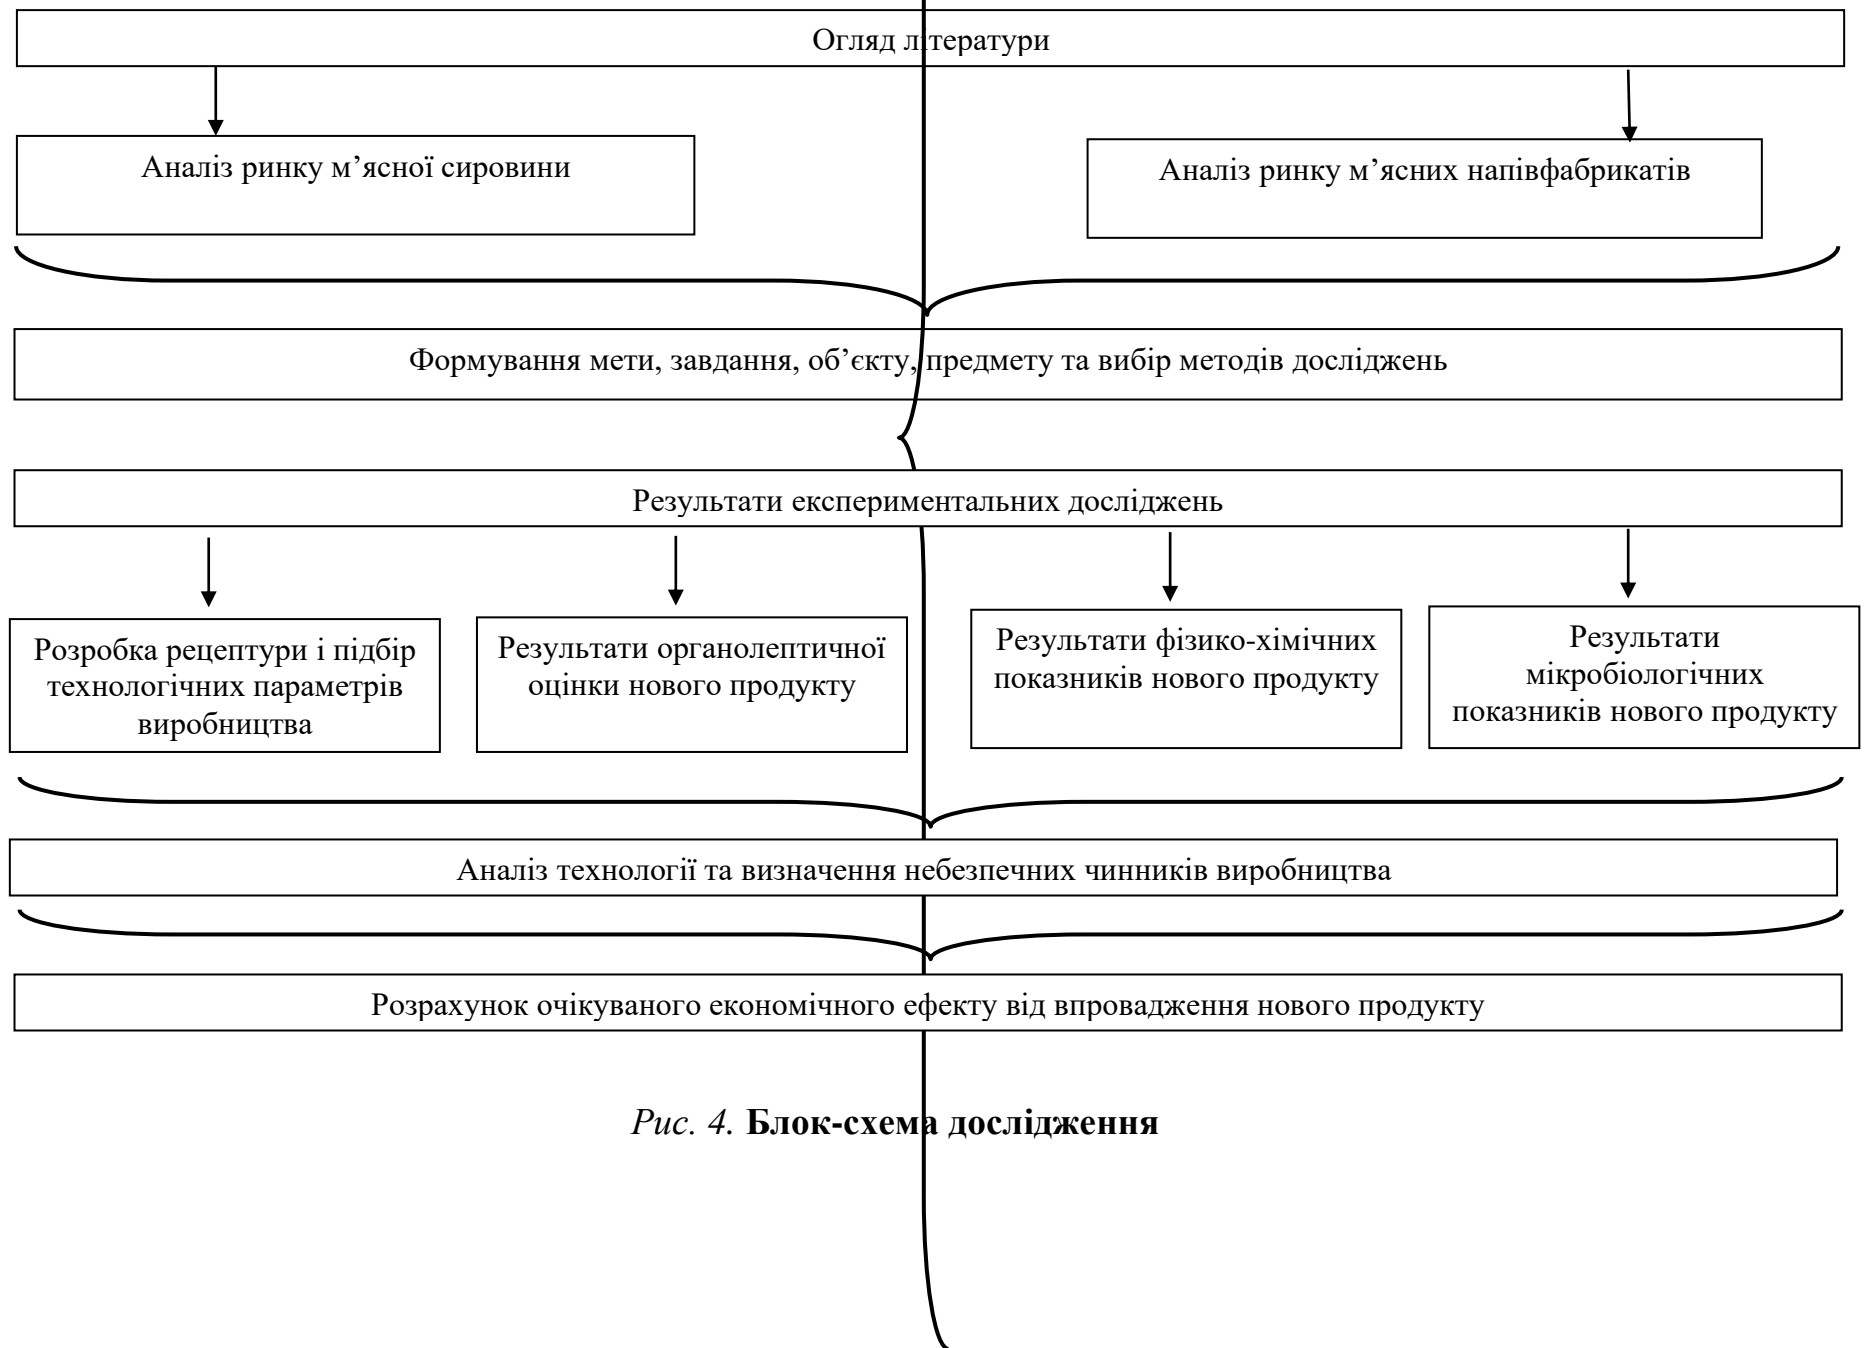 Огляд літератури
Аналіз ринку м’ясної сировини
Аналіз ринку м’ясних напівфабрикатів
Формування мети, завдання, об’єкту, предмету та вибір методів досліджень
Результати експериментальних досліджень
Розробка рецептури і підбір
технологічних параметрів
виробництва
Результати органолептичної
оцінки нового продукту
Результати фізико-хімічних
показників нового продукту
Результати
мікробіологічних
показників нового продукту
Аналіз технології та визначення небезпечних чинників виробництва
Розрахунок очікуваного економічного ефекту від впровадження нового продукту
Рис. 4. Блок-схема дослідження